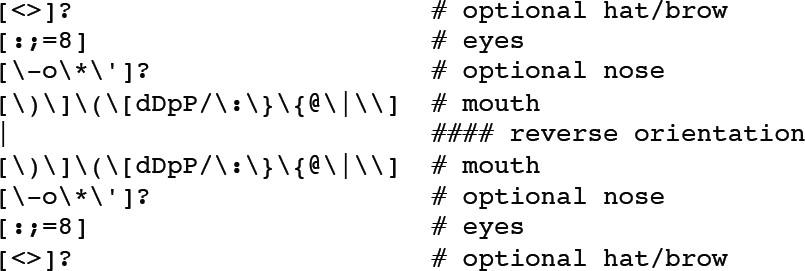 [<>]? # optional hat/brow
[:;=8] # eyes
[\-o\*\']? # optional nose
[\)\]\(\[dDpP/\:\}\{@\|\\] # mouth
| #### reverse orientation
[\)\]\(\[dDpP/\:\}\{@\|\\] # mouth
[\-o\*\']? # optional nose
[:;=8] # eyes
[<>]? # optional hat/brow